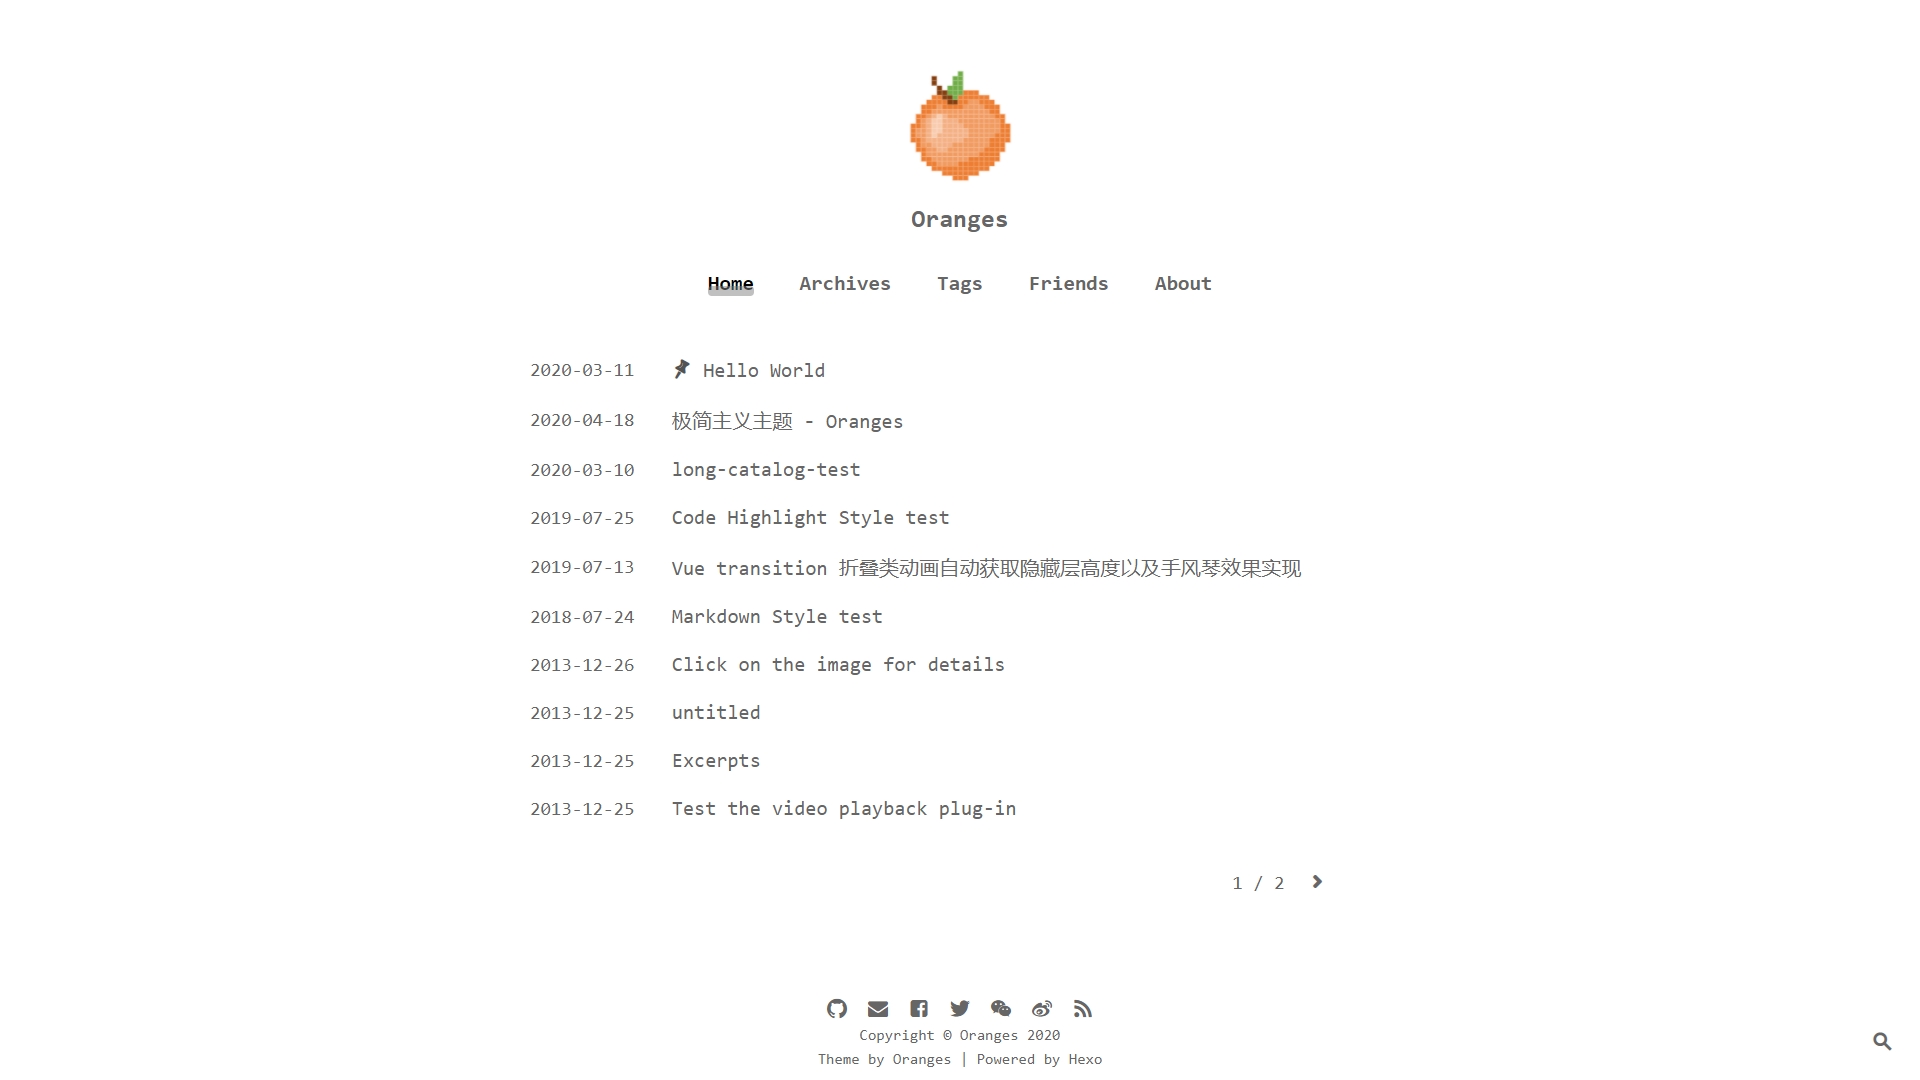 Oranges
Home Archives Tags Friends About
2020-03-11 Hello World
2020-04-18 极简主义主题 - Oranges
2020-03-10 long-catalog-test
2019-07-25 Code Highlight Style test
2019-07-13 Vue transition 折叠类动画自动获取隐藏层高度以及手风琴效果实现
2018-07-24 Markdown Style test
2013-12-26 Click on the image for details
2013-12-25 untitled
2013-12-25 Excerpts
2013-12-25 Test the video playback plug-in
1 / 2
Copyright © Oranges 2020
Theme by Oranges | Powered by Hexo